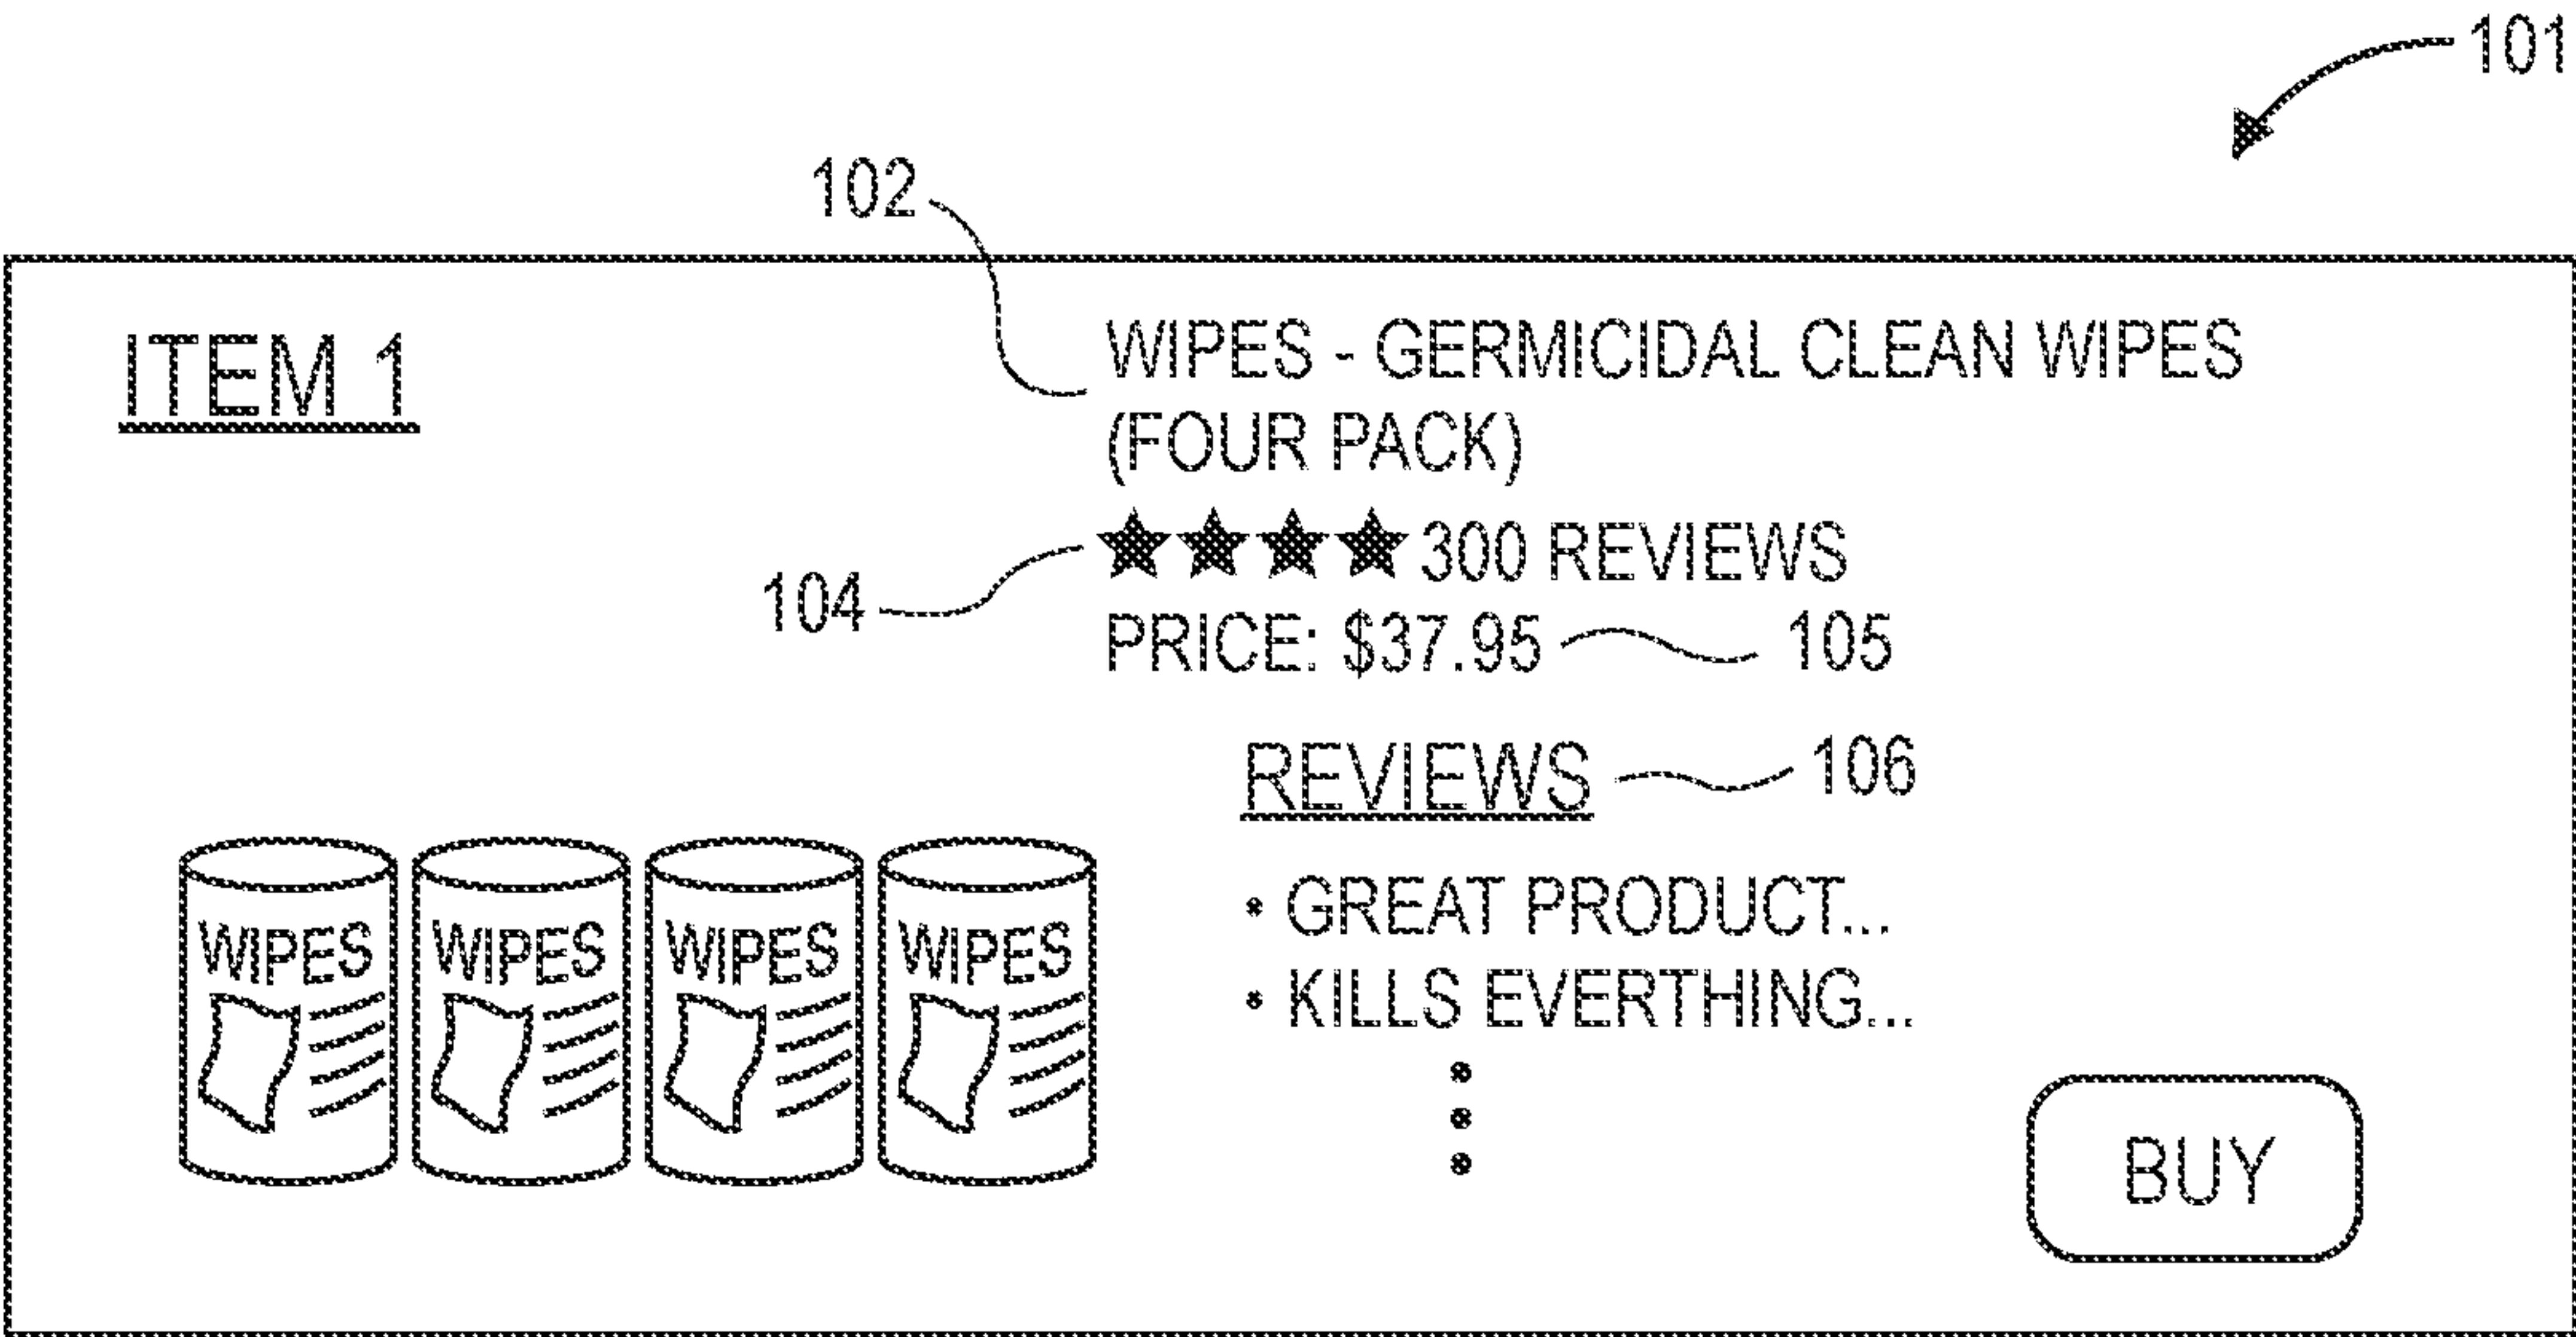 101
102
ITEM 1
WIPES - GERMICIDAL CLEAN WIPES
(FOUR PACK)
104
★★★★ 300 REVIEWS
PRICE: $37.95 105
REVIEWS 106
• GREAT PRODUCT...
• KILLS EVERTHING...
WIPES WIPES WIPES WIPES
BUY